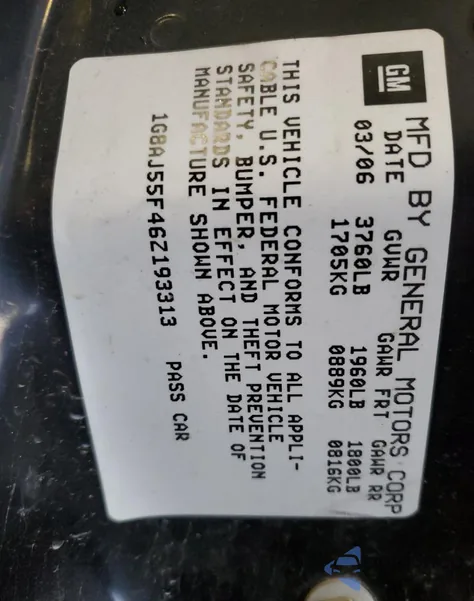 GM MFD BY GENERAL MOTORS CORP
DATE GVWR GAWR FRT GAWR RR
03/06 3760LB 1960LB 1800LB
1705KG 0889KG 0816KG
THIS VEHICLE CONFORMS TO ALL APPLI-
CABLE U.S. FEDERAL MOTOR VEHICLE
SAFETY, BUMPER, AND THEFT PREVENTION
STANDARDS IN EFFECT ON THE DATE OF
MANUFACTURE SHOWN ABOVE.
1G8AJ55F46Z193313 PASS CAR